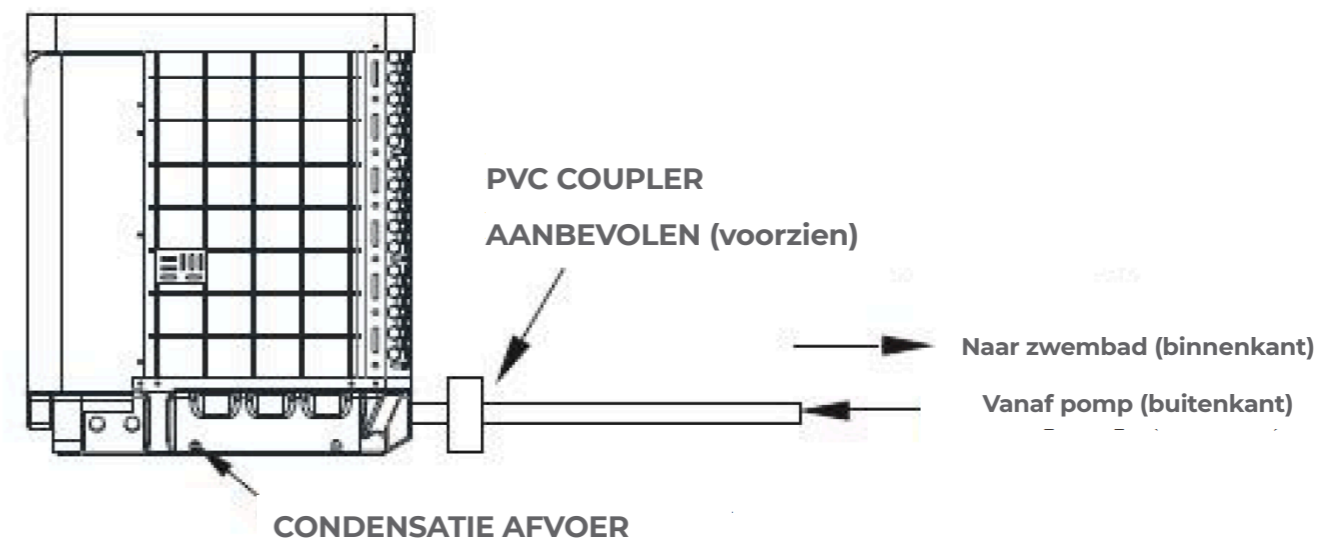 PVC COUPLER
AANBEVOLEN (voorzien)
Naar zwembad (binnenkant)
Vanaf pomp (buitenkant)
CONDENSATIE AFVOER